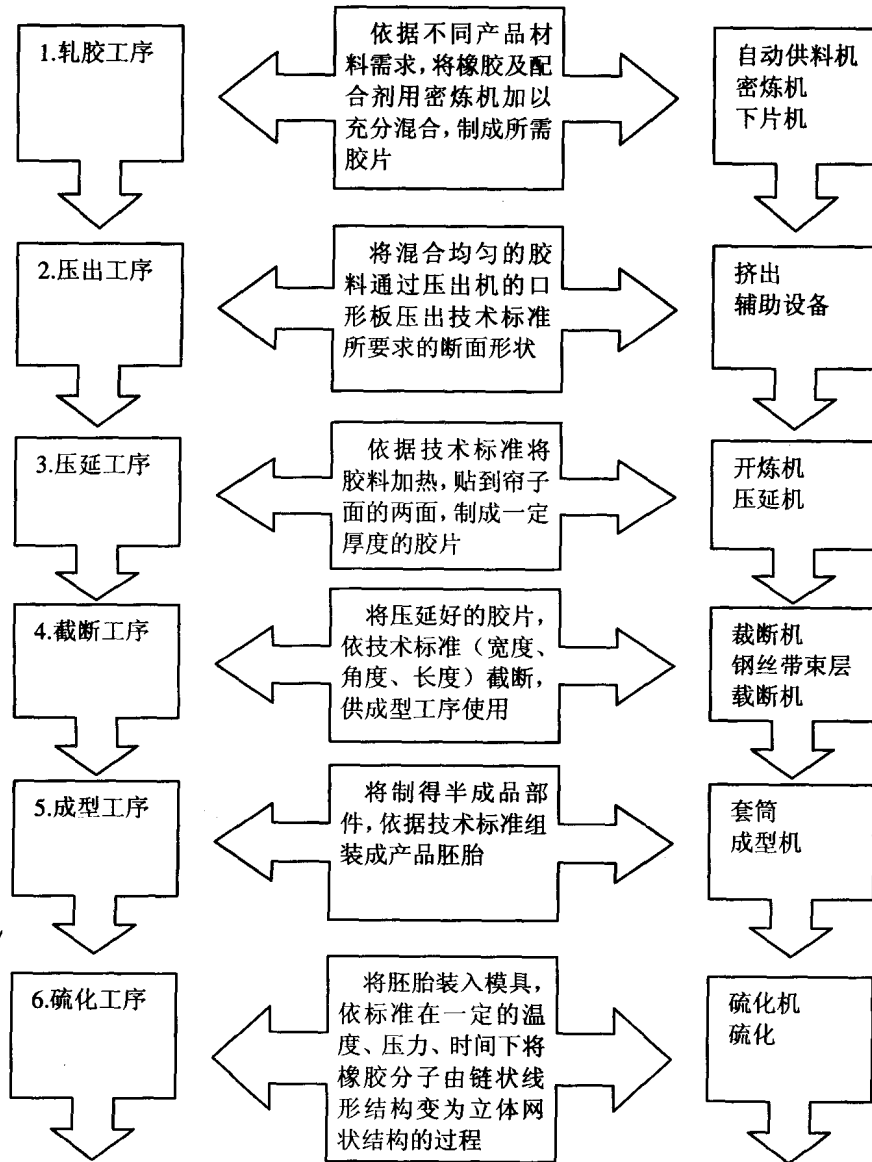 1.轧胶工序
依据不同产品材
料需求，将橡胶及配
合剂用密炼机加以
充分混合，制成所需
胶片
自动供料机
密炼机
下片机
2.压出工序
将混合均匀的胶
料通过压出机的口
形板压出技术标准
所要求的断面形状
挤出
辅助设备
3.压延工序
依据技术标准将
胶料加热，贴到帘子
面的两面，制成一定
厚度的胶片
开炼机
压延机
4.截断工序
将压延好的胶片，
依技术标准（宽度、
角度、长度）截断，
供成型工序使用
裁断机
钢丝带束层
载断机
5.成型工序
将制得半成品部
件，依据技术标准组
装成产品胚胎
套筒
成型机
6.硫化工序
将胚胎装入模具，
依标准在一定的温
度、压力、时间下将
橡胶分子由链状线
形结构变为立体网
状结构的过程
硫化机
硫化